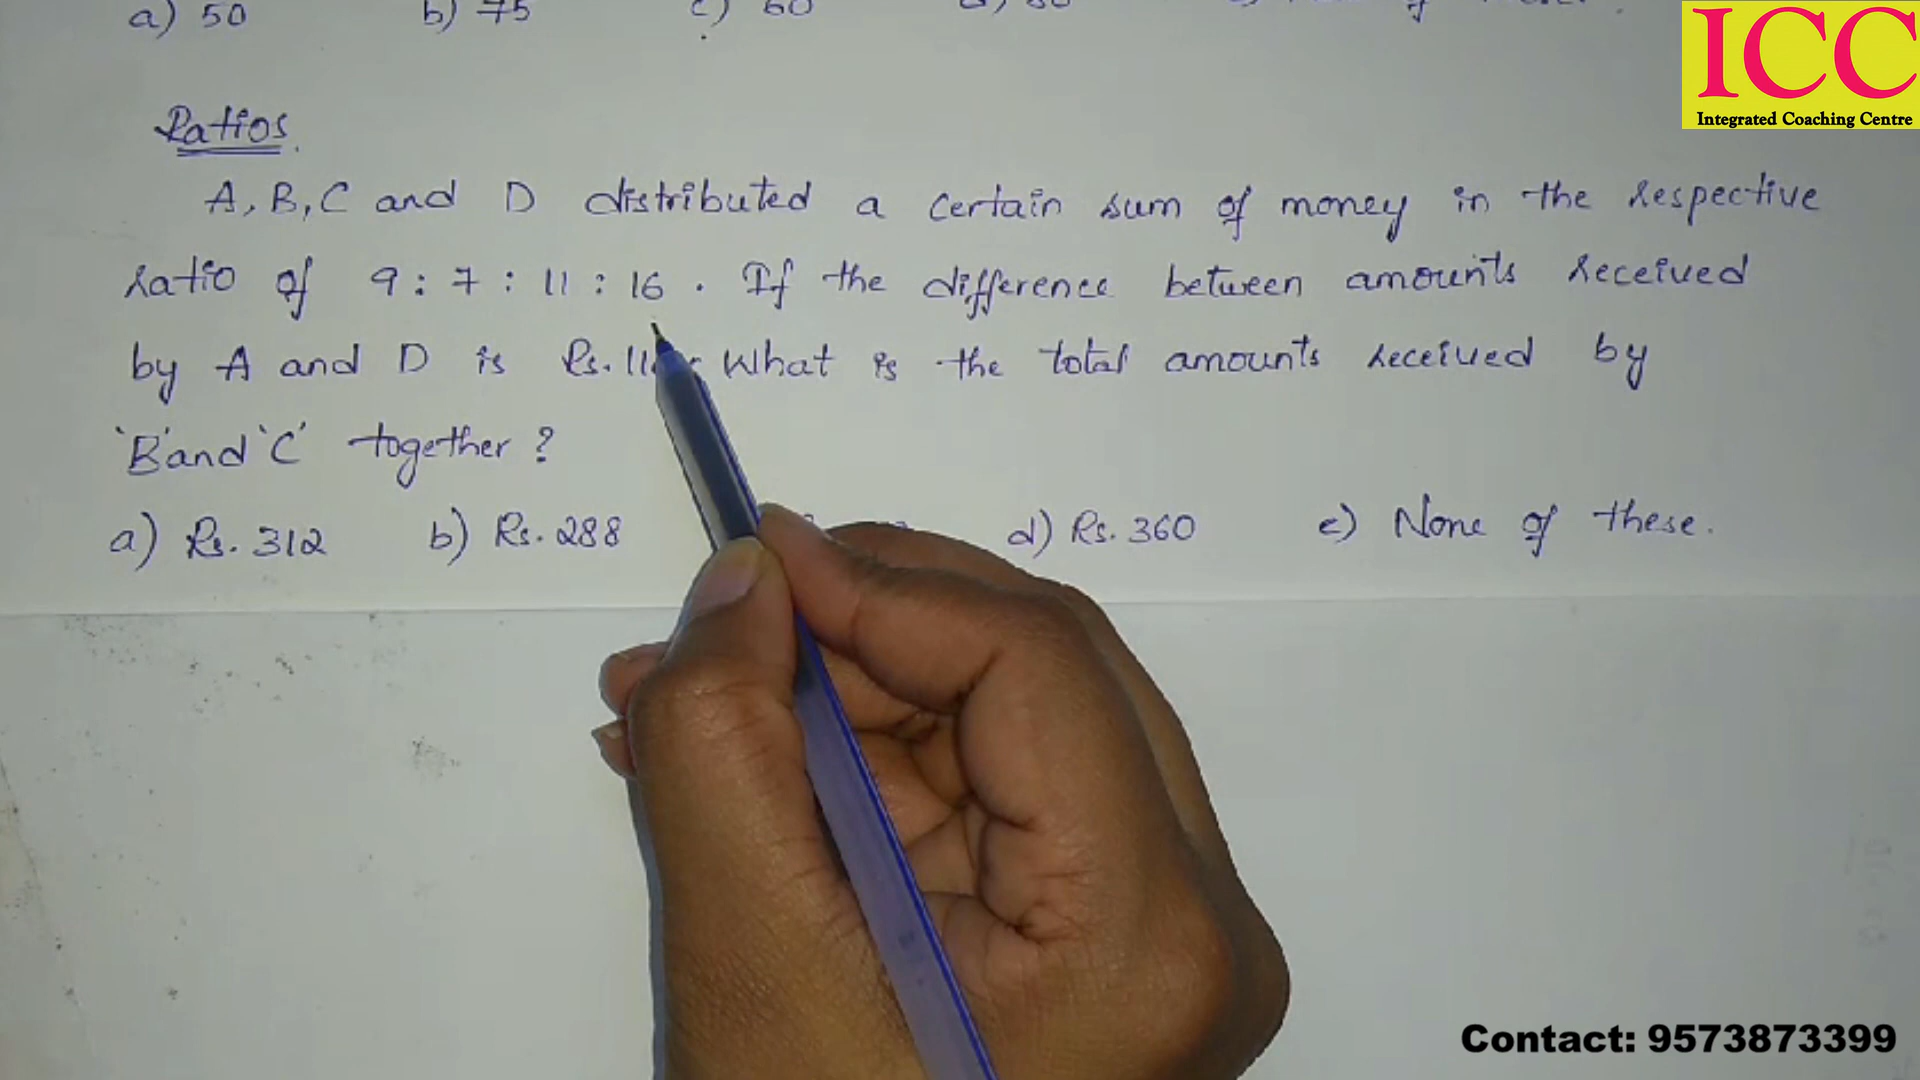 a) 50 b) 75 c) 60
ICC
Integrated Coaching Centre
Ratios.
A, B, C and D distributed a certain sum of money in the respective
ratio of 9 : 7 : 11 : 16 . If the difference between amounts received
by A and D is Rs. What is the total amounts received by
'B' and 'C' together ?
a) Rs. 312 b) Rs. 288 d) Rs. 360 e) None of these.
Contact: 9573873399